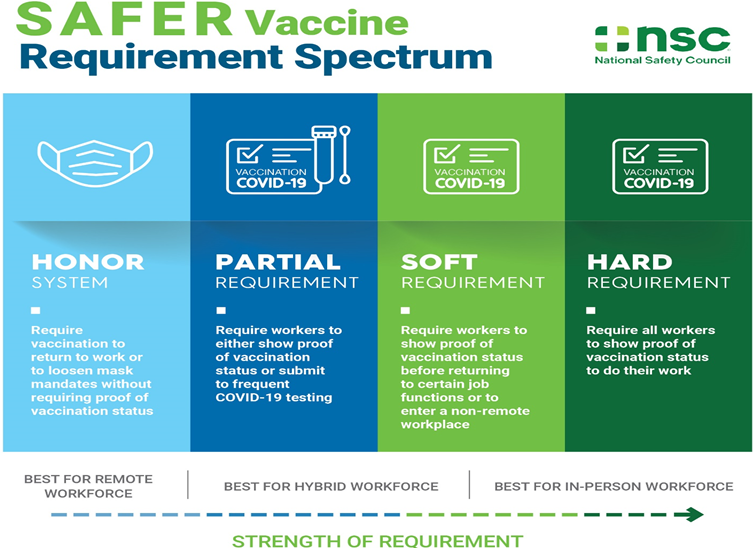 SAFER Vaccine
Requirement Spectrum
nsc
National Safety Council
VACCINATION
COVID-19
VACCINATION
COVID-19
VACCINATION
COVID-19
HONOR
SYSTEM
Require
vaccination to
return to work or
to loosen mask
mandates without
requiring proof of
vaccination status
PARTIAL
REQUIREMENT
Require workers to
either show proof
of vaccination
status or submit
to frequent
COVID-19 testing
SOFT
REQUIREMENT
Require workers to
show proof of
vaccination status
before returning
to certain job
functions or to
enter a non-remote
workplace
HARD
REQUIREMENT
Require all workers
to show proof of
vaccination status
to do their work
BEST FOR REMOTE
WORKFORCE
BEST FOR HYBRID WORKFORCE
BEST FOR IN-PERSON WORKFORCE
STRENGTH OF REQUIREMENT